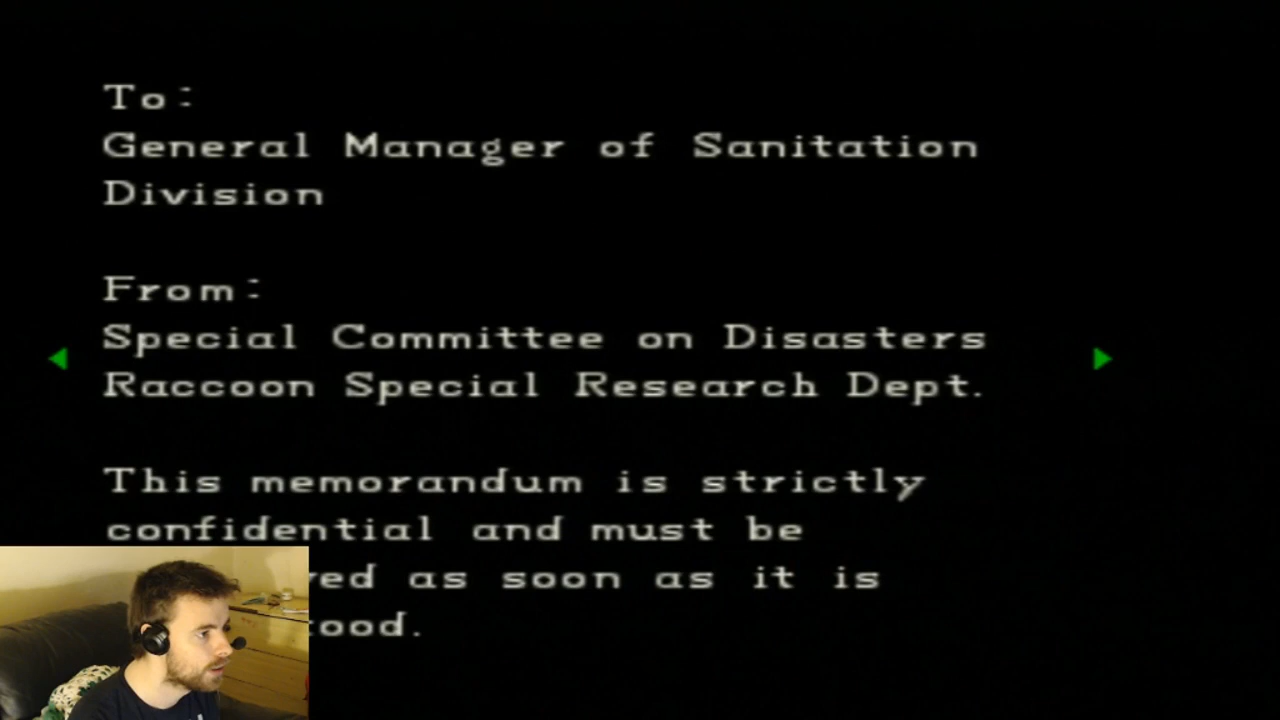 To:
General Manager of Sanitation
Division
From:
Special Committee on Disasters
Raccoon Special Research Dept.
This memorandum is strictly
confidential and must be
as soon as it is